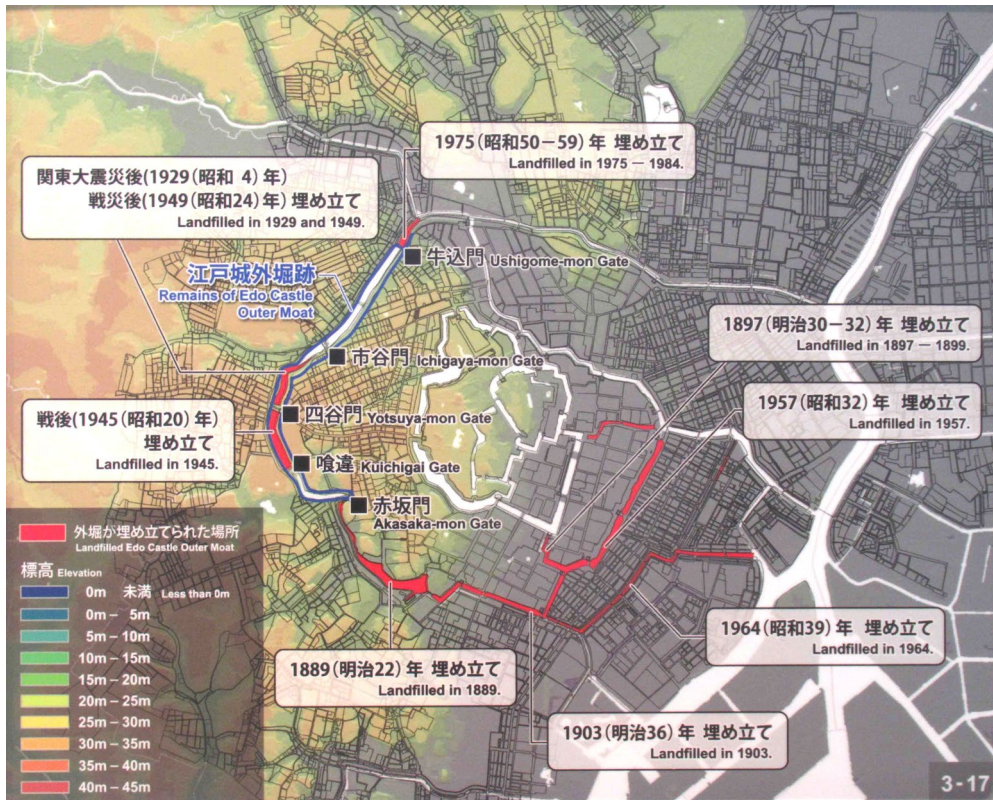 1975(昭和50−59)年 埋め立て
Landfilled in 1975 − 1984.
関東大震災後(1929(昭和 4)年)
戦災後(1949(昭和24)年)埋め立て
Landfilled in 1929 and 1949.
牛込門 Ushigome-mon Gate
江戸城外堀跡
Remains of Edo Castle
Outer Moat
1897(明治30−32)年 埋め立て
Landfilled in 1897 − 1899.
市谷門 Ichigaya-mon Gate
1957(昭和32)年 埋め立て
Landfilled in 1957.
戦後(1945(昭和20)年)
埋め立て
Landfilled in 1945.
四谷門 Yotsuya-mon Gate
喰違 Kuichigai Gate
赤坂門
Akasaka-mon Gate
外堀が埋め立てられた場所
Landfilled Edo Castle Outer Moat
標高 Elevation
0m 未満 Less than 0m
0m − 5m
5m − 10m
10m − 15m
15m − 20m
20m − 25m
25m − 30m
30m − 35m
35m − 40m
40m − 45m
1964(昭和39)年 埋め立て
Landfilled in 1964.
1889(明治22)年 埋め立て
Landfilled in 1889.
1903(明治36)年 埋め立て
Landfilled in 1903.
3-17